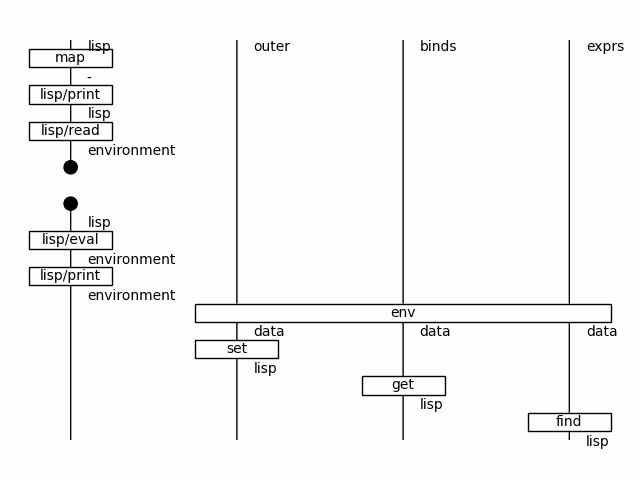 lisp outer binds exprs
map
-
lisp/print
lisp
lisp/read
environment
lisp
lisp/eval
environment
lisp/print
environment
env
data data data
set
lisp
get
lisp
find
lisp